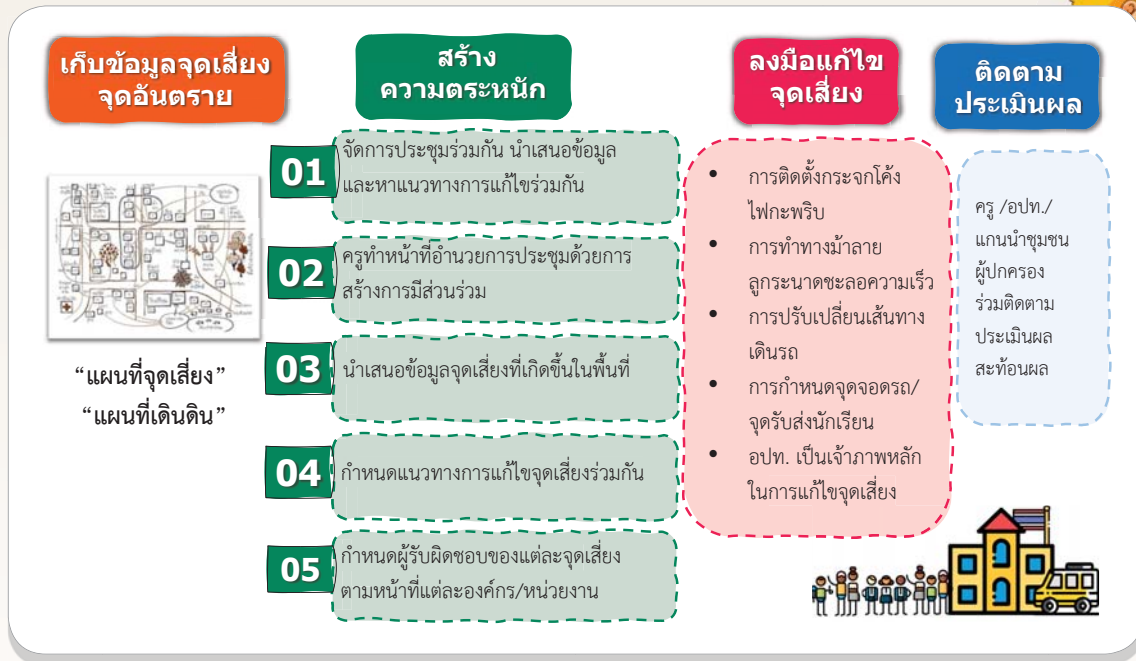 เก็บข้อมูลจุดเสี่ยง
จุดอันตราย
“แผนที่จุดเสี่ยง”
“แผนที่เดินดิน”
สร้าง
ความตระหนัก
01
จัดการประชุมร่วมกัน นำเสนอข้อมูล
และหาแนวทางการแก้ไขร่วมกัน
02
ครูทำหน้าที่อำนวยการประชุมด้วยการ
สร้างการมีส่วนร่วม
03
นำเสนอข้อมูลจุดเสี่ยงที่เกิดขึ้นในพื้นที่
04
กำหนดแนวทางการแก้ไขจุดเสี่ยงร่วมกัน
05
กำหนดผู้รับผิดชอบของแต่ละจุดเสี่ยง
ตามหน้าที่แต่ละองค์กร/หน่วยงาน
ลงมือแก้ไข
จุดเสี่ยง
• การติดตั้งกระจกโค้ง
ไฟกะพริบ
• การทำทางม้าลาย
ลูกระนาดชะลอความเร็ว
• การปรับเปลี่ยนเส้นทาง
เดินรถ
• การกำหนดจุดจอดรถ/
จุดรับส่งนักเรียน
• อปท. เป็นเจ้าภาพหลัก
ในการแก้ไขจุดเสี่ยง
ติดตาม
ประเมินผล
ครู /อปท./
แกนนำชุมชน
ผู้ปกครอง
ร่วมติดตาม
ประเมินผล
สะท้อนผล